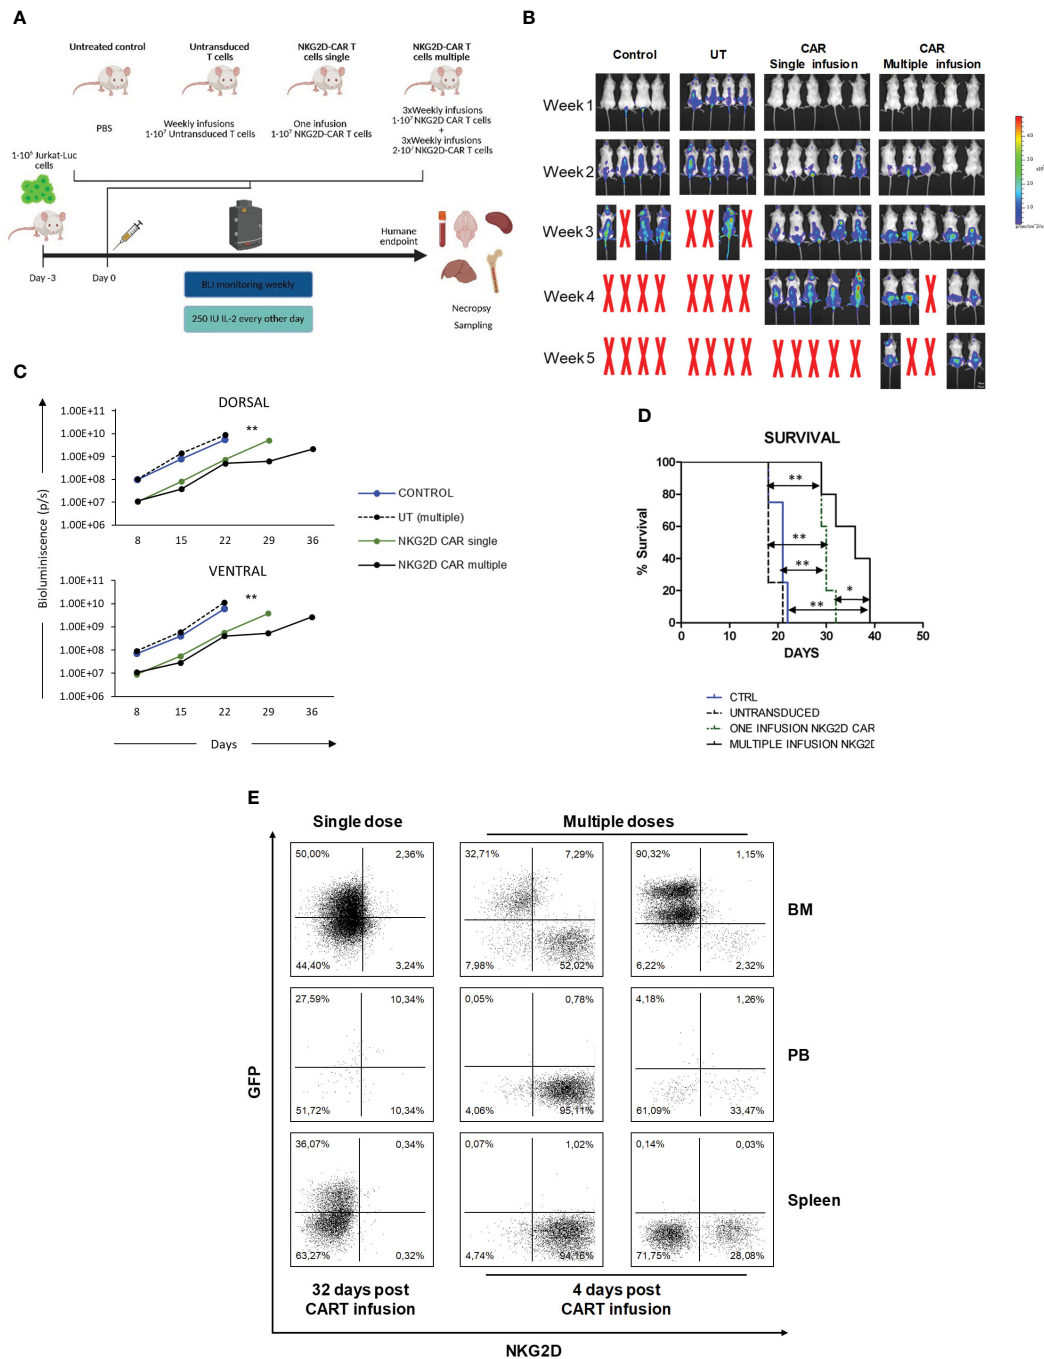 A
Untreated control
Untransduced
T cells
NKG2D-CAR T
cells single
NKG2D-CAR T
cells multiple
PBS
Weekly infusions
1·10⁷ Untransduced T cells
One infusion
1·10⁷ NKG2D-CAR T cells
3xWeekly infusions
1·10⁷ NKG2D CAR T cells
+
3xWeekly infusions
2·10⁷ NKG2D-CAR T cells
1·10⁶ Jurkat-Luc
cells
Humane
endpoint
Day -3
Day 0
BLI monitoring weekly
250 IU IL-2 every other day
Necropsy
Sampling
B
Control
UT
CAR
Single infusion
CAR
Multiple infusion
Week 1
Week 2
Week 3
Week 4
Week 5
C
DORSAL
1.00E+11
1.00E+10
1.00E+09
1.00E+08
1.00E+07
1.00E+06
**
8 15 22 29 36
VENTRAL
1.00E+11
1.00E+10
1.00E+09
1.00E+08
1.00E+07
1.00E+06
**
8 15 22 29 36
Bioluminiscence (p/s)
Days
CONTROL
UT (multiple)
NKG2D CAR single
NKG2D CAR multiple
D
SURVIVAL
% Survival
100
80
60
40
20
0
**
**
**
*
**
0 10 20 30 40 50
DAYS
CTRL
UNTRANSDUCED
ONE INFUSION NKG2D CAR
MULTIPLE INFUSION NKG2D
E
Single dose
Multiple doses
50,00% 2,36%
44,40% 3,24%
32,71% 7,29%
7,98% 52,02%
90,32% 1,15%
6,22% 2,32%
BM
27,59% 10,34%
51,72% 10,34%
0,05% 0,78%
4,06% 95,11%
4,18% 1,26%
61,09% 33,47%
PB
36,07% 0,34%
63,27% 0,32%
0,07% 1,02%
4,74% 94,16%
0,14% 0,03%
71,75% 28,08%
Spleen
GFP
32 days post
CART infusion
4 days post
CART infusion
NKG2D